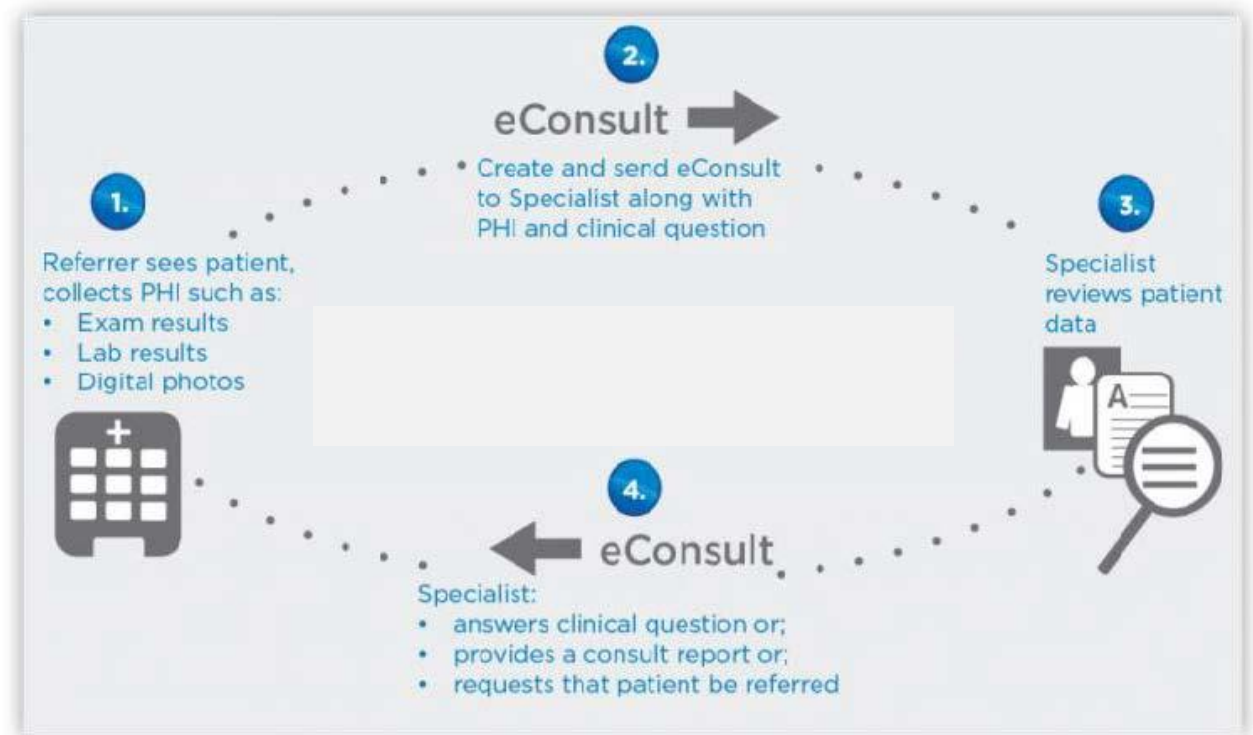 1.
Referrer sees patient,
collects PHI such as:
• Exam results
• Lab results
• Digital photos
2.
eConsult
• Create and send eConsult
to Specialist along with
PHI and clinical question
3.
Specialist
reviews patient
data
A
4.
eConsult
Specialist:
• answers clinical question or;
• provides a consult report or;
• requests that patient be referred